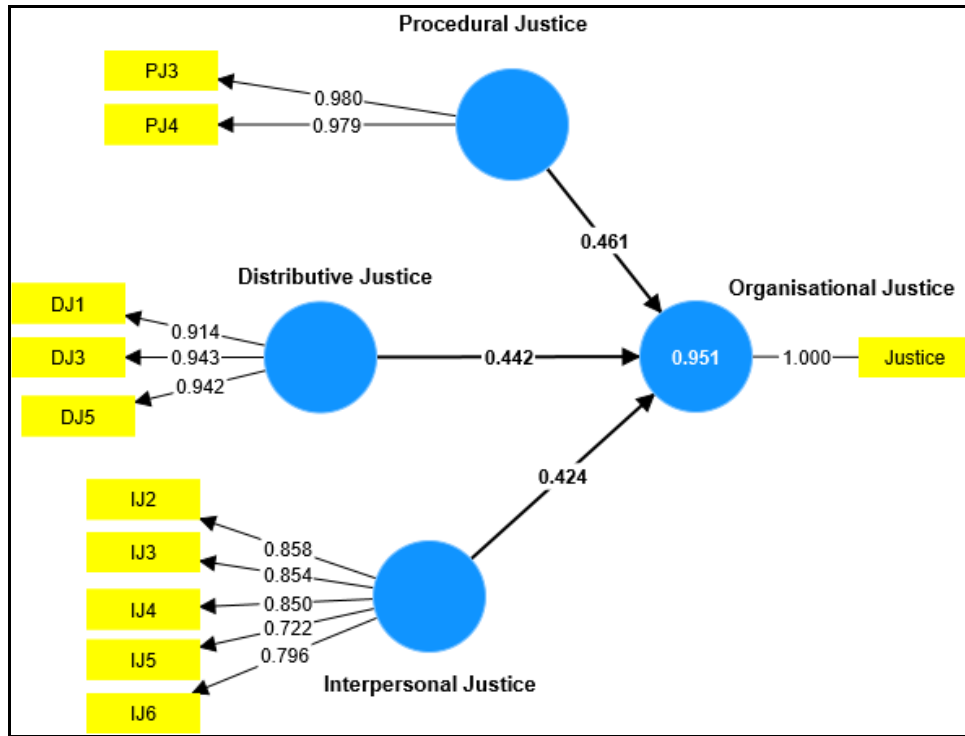 Procedural Justice
PJ3
0.980
PJ4
0.979
0.461
Distributive Justice
Organisational Justice
DJ1
0.914
DJ3
0.943
0.442
0.951
1.000
Justice
0.942
DJ5
0.424
IJ2
0.858
IJ3
0.854
IJ4
0.850
0.722
IJ5
0.796
Interpersonal Justice
IJ6